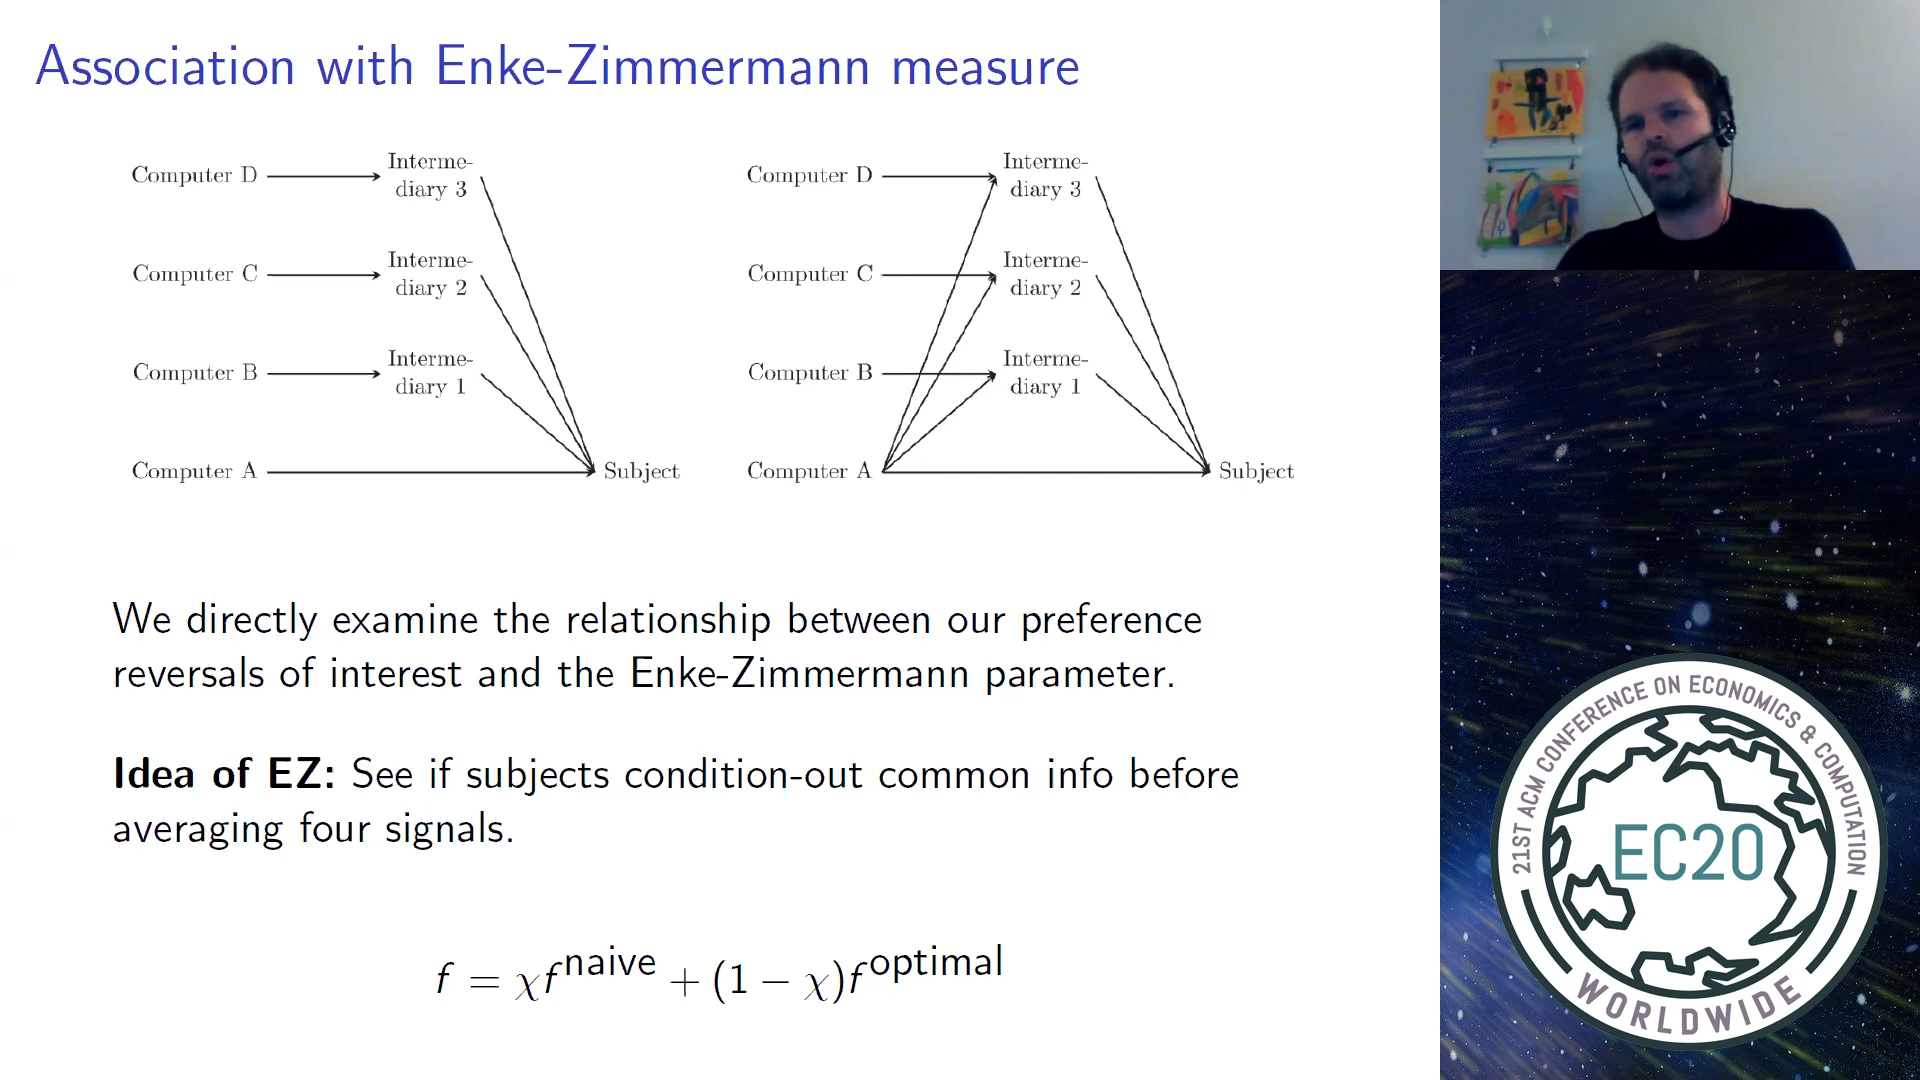 Association with Enke-Zimmermann measure
Computer D
Interme-
diary 3
Computer C
Interme-
diary 2
Computer B
Interme-
diary 1
Computer A
Subject
Computer D
Interme-
diary 3
Computer C
Interme-
diary 2
Computer B
Interme-
diary 1
Computer A
Subject
We directly examine the relationship between our preference
reversals of interest and the Enke-Zimmermann parameter.
Idea of EZ: See if subjects condition-out common info before
averaging four signals.
f = χf^naive + (1 − χ)f^optimal
21ST ACM CONFERENCE ON ECONOMICS & COMPUTATION
EC20
WORLDWIDE